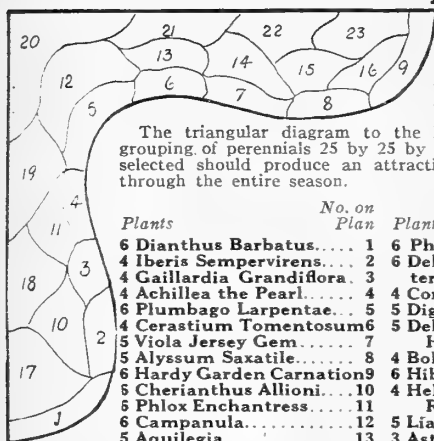 20
21
22
23
13
14
15
16
9
12
6
7
8
5
19
4
11
3
18
10
2
17
1
The triangular diagram to the
grouping of perennials 25 by 25 by
selected should produce an attracti
through the entire season.
No. on
Plants Plan Plant
6 Dianthus Barbatus..... 1 6 Ph
4 Iberis Sempervirens.... 2 6 Del
4 Gaillardia Grandiflora. 3 ter
4 Achillea the Pearl...... 4 4 Cor
6 Plumbago Larpentae... 5 5 Dig
4 Cerastium Tomentosum 6 5 Del
5 Viola Jersey Gem....... 7 H
5 Alyssum Saxatile....... 8 4 Bol
6 Hardy Garden Carnation 9 6 Hib
5 Cherianthus Allioni....10 4 Hel
5 Phlox Enchantress.....11 R
6 Campanula............12 5 Lia
5 Aquilegia.............13 3 Ast